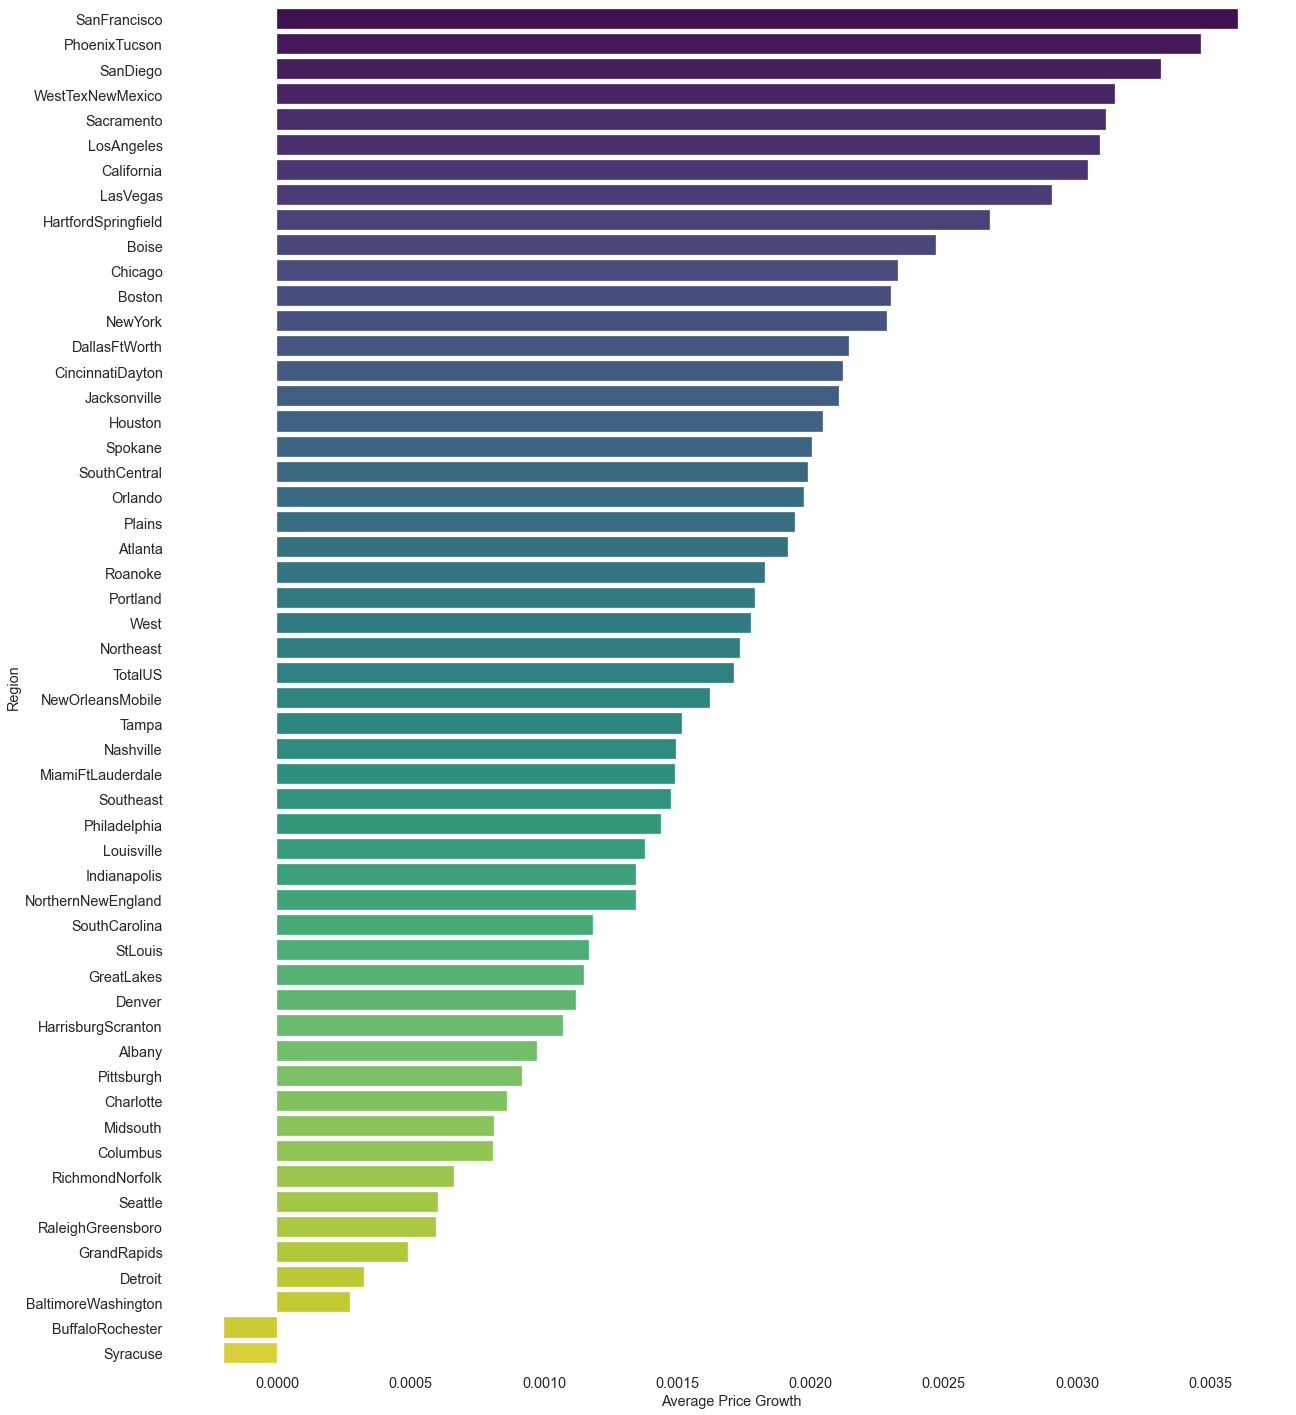 SanFrancisco
PhoenixTucson
SanDiego
WestTexNewMexico
Sacramento
LosAngeles
California
LasVegas
HartfordSpringfield
Boise
Chicago
Boston
NewYork
DallasFtWorth
CincinnatiDayton
Jacksonville
Houston
Spokane
SouthCentral
Orlando
Plains
Atlanta
Roanoke
Portland
West
Northeast
TotalUS
Region
NewOrleansMobile
Tampa
Nashville
MiamiFtLauderdale
Southeast
Philadelphia
Louisville
Indianapolis
NorthernNewEngland
SouthCarolina
StLouis
GreatLakes
Denver
HarrisburgScranton
Albany
Pittsburgh
Charlotte
Midsouth
Columbus
RichmondNorfolk
Seattle
RaleighGreensboro
GrandRapids
Detroit
BaltimoreWashington
BuffaloRochester
Syracuse
0.0000 0.0005 0.0010 0.0015 0.0020 0.0025 0.0030 0.0035
Average Price Growth